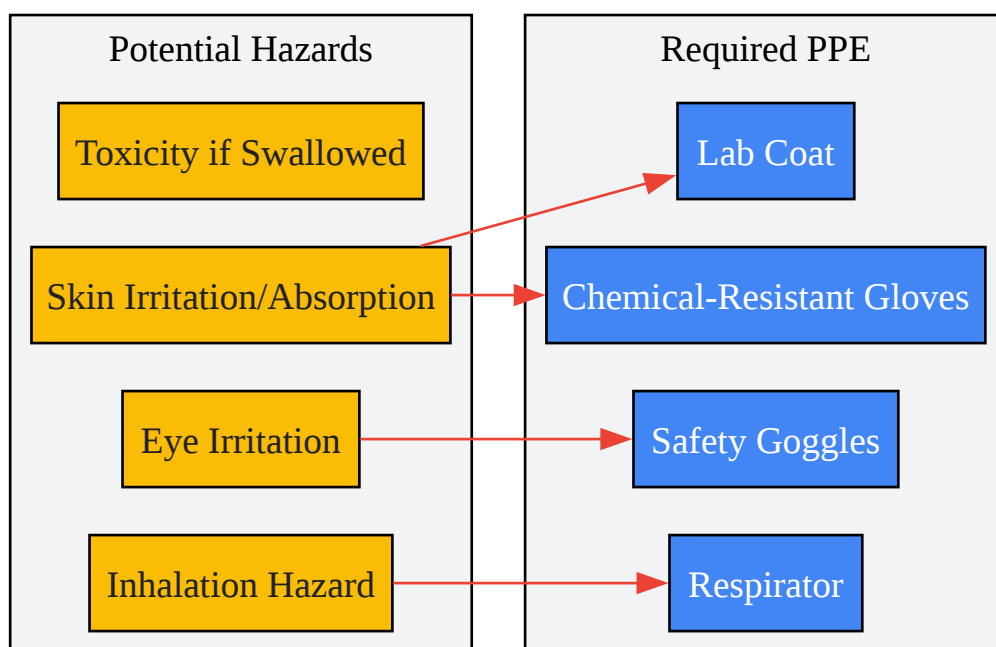 Potential Hazards
Toxicity if Swallowed
Skin Irritation/Absorption
Eye Irritation
Inhalation Hazard
Required PPE
Lab Coat
Chemical-Resistant Gloves
Safety Goggles
Respirator